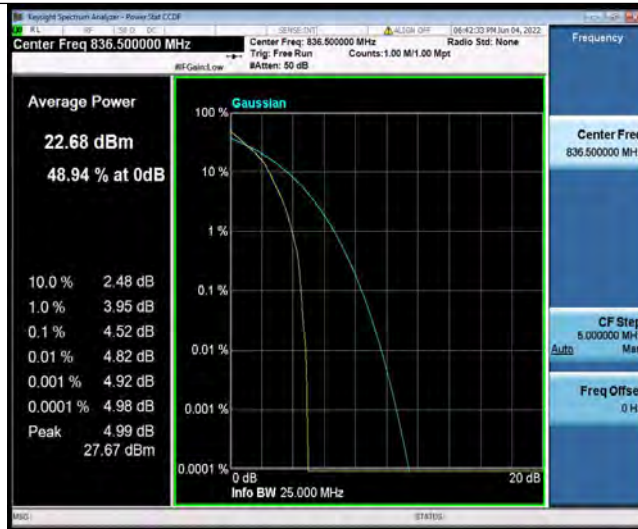 Keysight Spectrum Analyzer - Power Stat CCDF
RL RF 50 Ω DC SENSE:INT ALIGN OFF 06:42:33 PM Jun 04, 2022
Center Freq 836.500000 MHz
Center Freq: 836.500000 MHz Radio Std: None
Trig: Free Run Counts:1.00 M/1.00 Mpt
#IFGain:Low #Atten: 50 dB
Frequency
Average Power
22.68 dBm
48.94 % at 0dB
10.0 % 2.48 dB
1.0 % 3.95 dB
0.1 % 4.52 dB
0.01 % 4.82 dB
0.001 % 4.92 dB
0.0001 % 4.98 dB
Peak 4.99 dB
27.67 dBm
Gaussian
100 %
10 %
1 %
0.1 %
0.01 %
0.001 %
0.0001 %
0 dB 20 dB
Info BW 25.000 MHz
Center Freq
836.500000 MH
CF Step
5.000000 MH
Auto Ma
Freq Offse
0 H
MSG STATUS